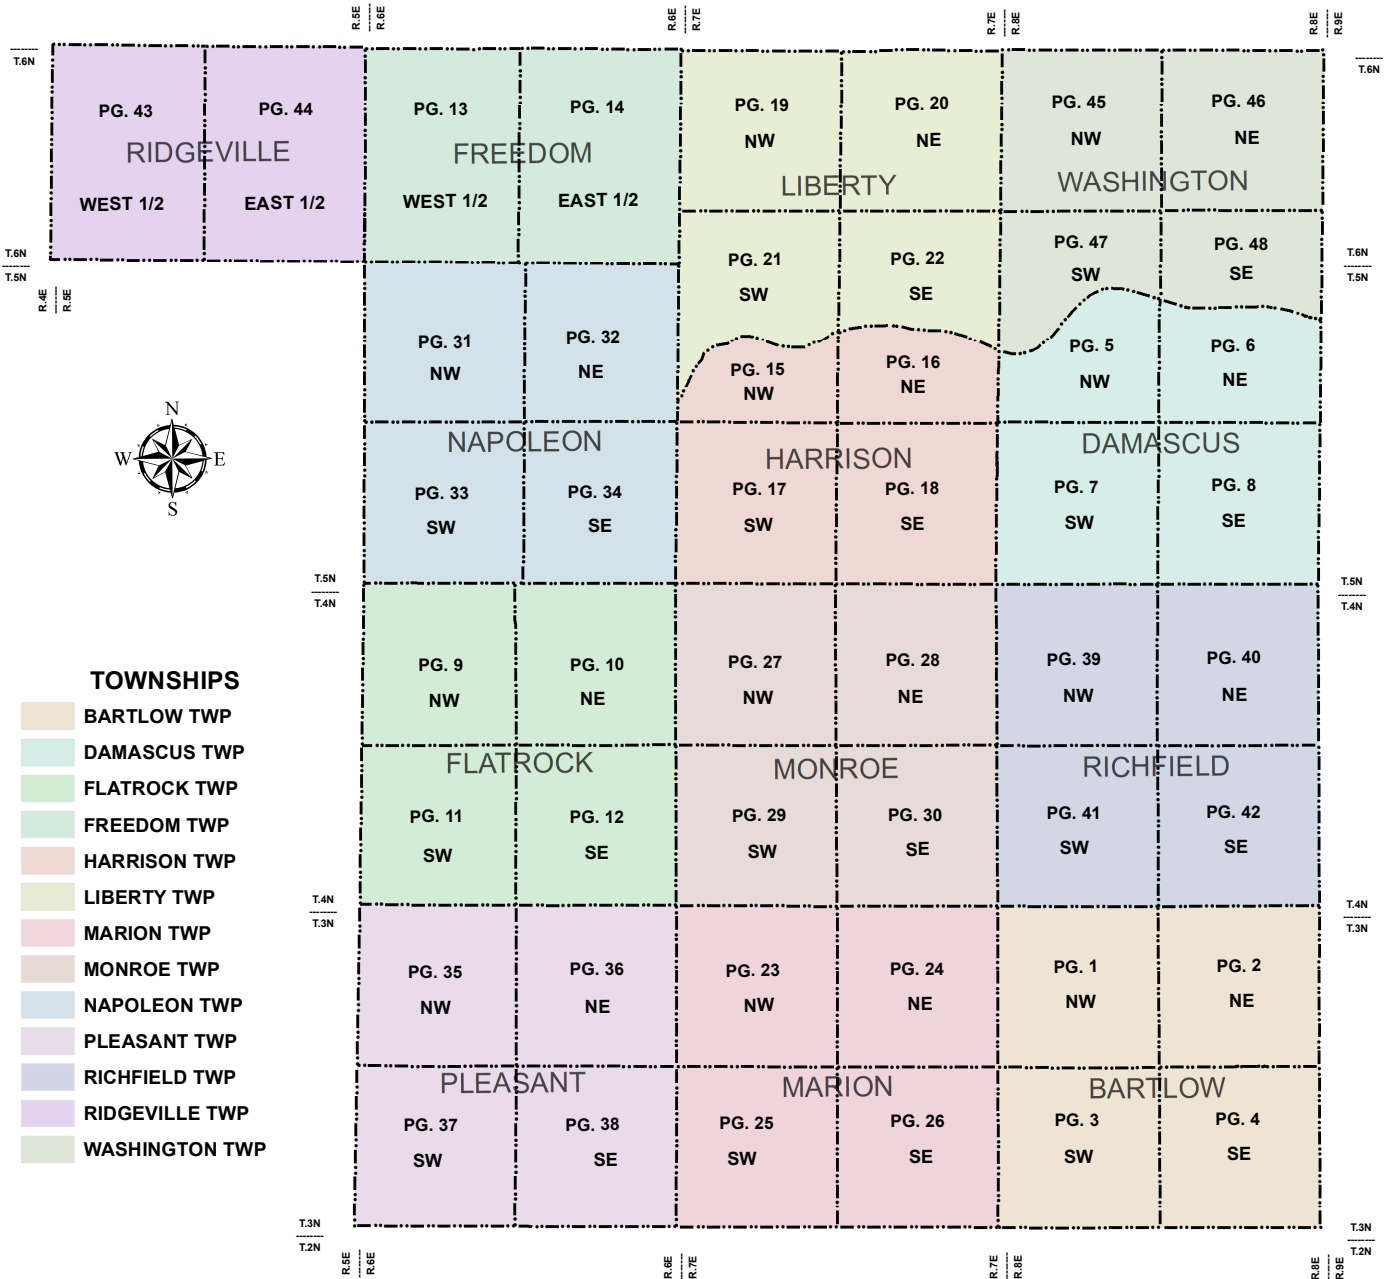 R.5E
R.6E
R.6E
R.7E
R.7E
R.8E
R.8E
R.9E
T.6N
T.6N
PG. 43
PG. 44
PG. 13
PG. 14
PG. 19
PG. 20
PG. 45
PG. 46
NW
NE
NW
NE
RIDGEVILLE
FREEDOM
LIBERTY
WASHINGTON
WEST 1/2
EAST 1/2
WEST 1/2
EAST 1/2
T.6N
T.5N
PG. 21
PG. 22
PG. 47
PG. 48
SW
SE
SW
SE
T.6N
T.5N
R.4E
R.5E
PG. 31
PG. 32
PG. 15
PG. 16
PG. 5
PG. 6
NW
NE
NW
NE
NW
NE
NAPOLEON
HARRISON
DAMASCUS
N
W
E
S
PG. 33
PG. 34
PG. 17
PG. 18
PG. 7
PG. 8
SW
SE
SW
SE
SW
SE
T.5N
T.4N
T.5N
T.4N
PG. 9
PG. 10
PG. 27
PG. 28
PG. 39
PG. 40
NW
NE
NW
NE
NW
NE
FLATROCK
MONROE
RICHFIELD
PG. 11
PG. 12
PG. 29
PG. 30
PG. 41
PG. 42
SW
SE
SW
SE
SW
SE
T.4N
T.3N
T.4N
T.3N
PG. 35
PG. 36
PG. 23
PG. 24
PG. 1
PG. 2
NW
NE
NW
NE
NW
NE
PLEASANT
MARION
BARTLOW
PG. 37
PG. 38
PG. 25
PG. 26
PG. 3
PG. 4
SW
SE
SW
SE
SW
SE
T.3N
T.2N
T.3N
T.2N
R.5E
R.6E
R.6E
R.7E
R.7E
R.8E
R.8E
R.9E
TOWNSHIPS
BARTLOW TWP
DAMASCUS TWP
FLATROCK TWP
FREEDOM TWP
HARRISON TWP
LIBERTY TWP
MARION TWP
MONROE TWP
NAPOLEON TWP
PLEASANT TWP
RICHFIELD TWP
RIDGEVILLE TWP
WASHINGTON TWP